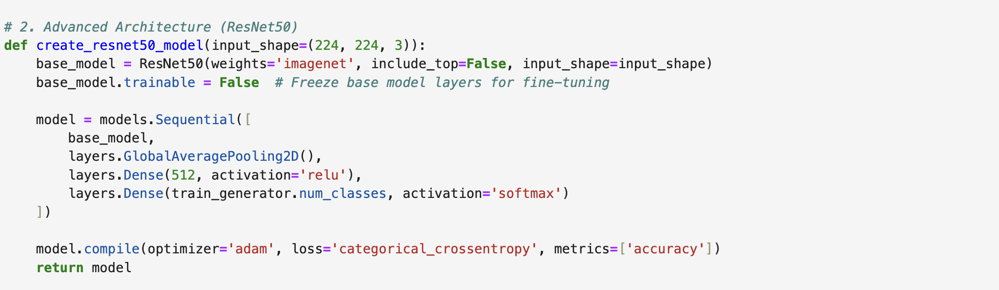 # 2. Advanced Architecture (ResNet50)
def create_resnet50_model(input_shape=(224, 224, 3)):
    base_model = ResNet50(weights='imagenet', include_top=False, input_shape=input_shape)
    base_model.trainable = False  # Freeze base model layers for fine-tuning

    model = models.Sequential([
        base_model,
        layers.GlobalAveragePooling2D(),
        layers.Dense(512, activation='relu'),
        layers.Dense(train_generator.num_classes, activation='softmax')
    ])

    model.compile(optimizer='adam', loss='categorical_crossentropy', metrics=['accuracy'])
    return model